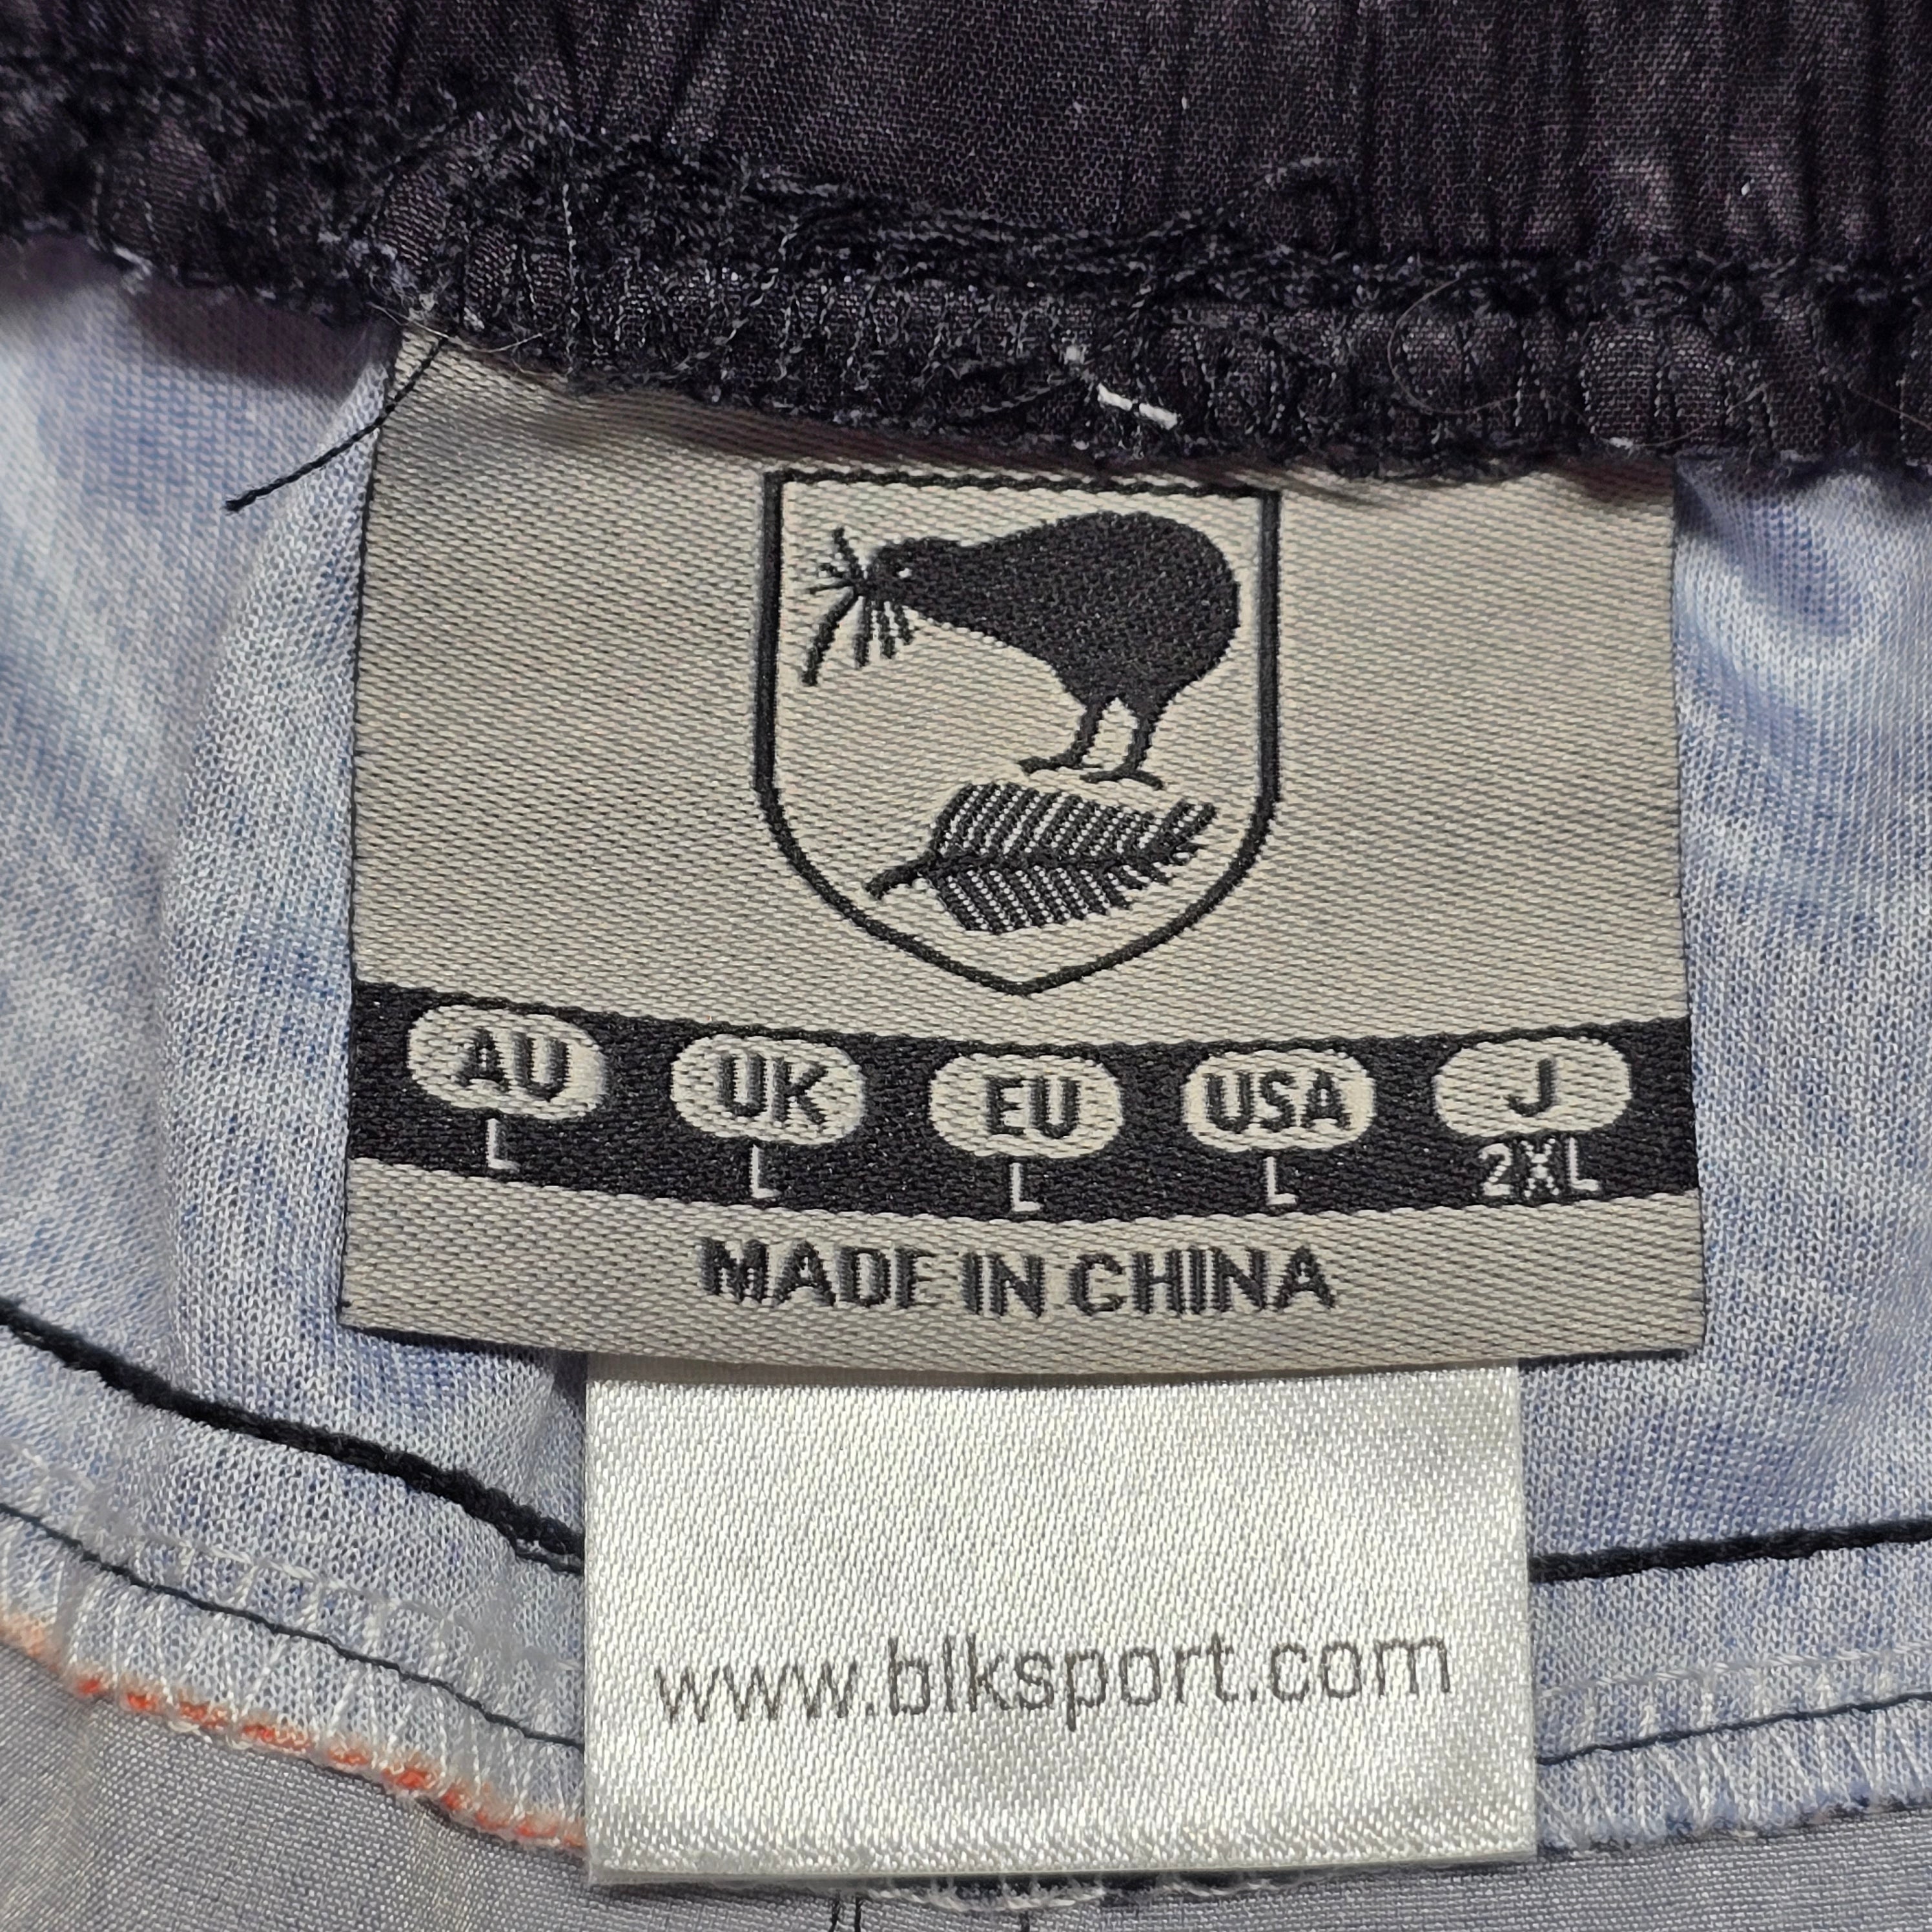 AU UK EU USA J
L L L L 2XL
MADE IN CHINA
www.blksport.com